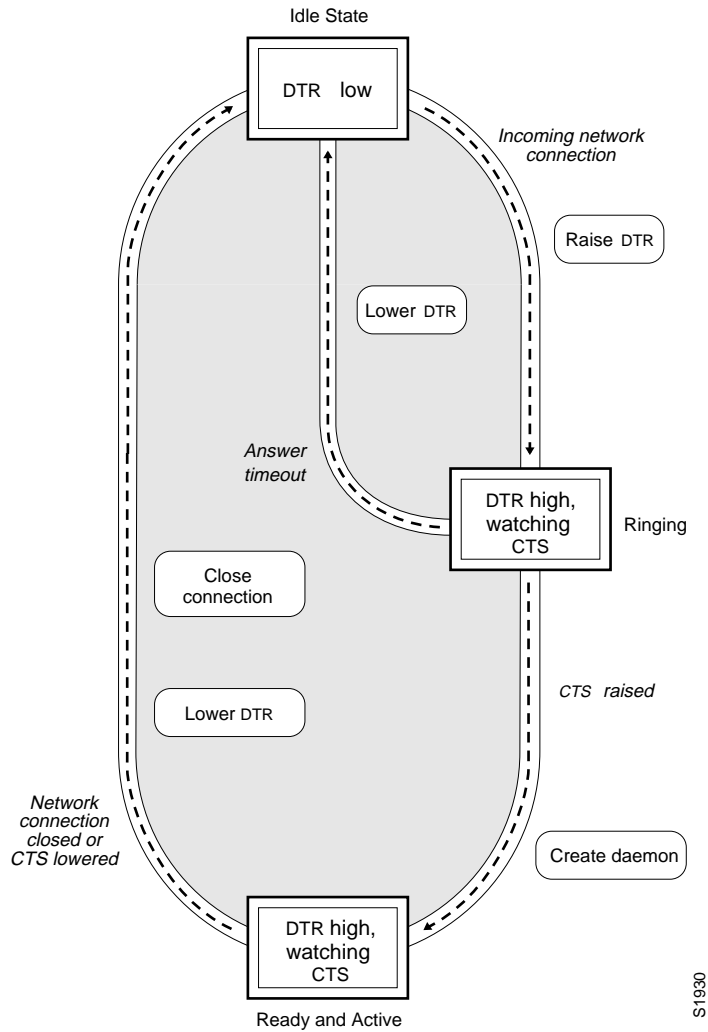 Idle State
DTR low
Incoming network
connection
Raise DTR
Lower DTR
Answer
timeout
DTR high,
watching
CTS
Ringing
Close
connection
CTS raised
Lower DTR
Network
connection
closed or
CTS lowered
Create daemon
DTR high,
watching
CTS
Ready and Active
S1930